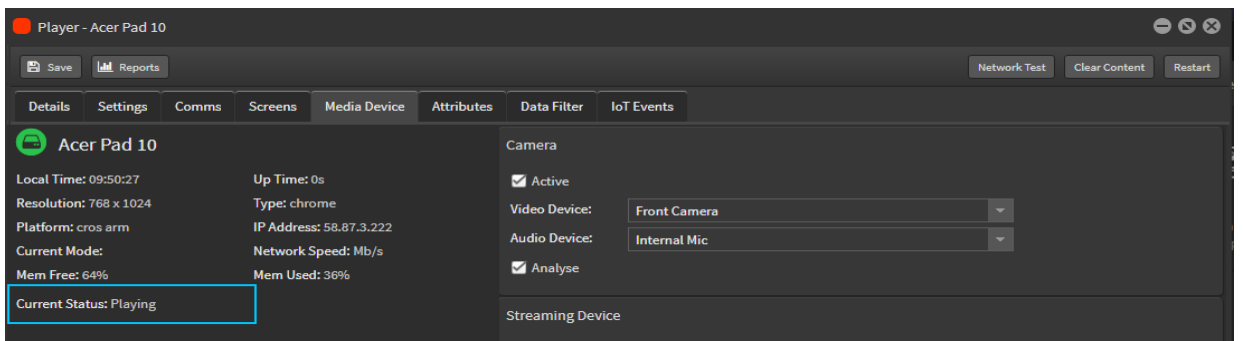 Player - Acer Pad 10
Save Reports Network Test Clear Content Restart
Details Settings Comms Screens Media Device Attributes Data Filter IoT Events
Acer Pad 10
Local Time: 09:50:27 Up Time: 0s
Resolution: 768 x 1024 Type: chrome
Platform: cros arm IP Address: 58.87.3.222
Current Mode: Network Speed: Mb/s
Mem Free: 64% Mem Used: 36%
Current Status: Playing
Camera
Active
Video Device: Front Camera
Audio Device: Internal Mic
Analyse
Streaming Device